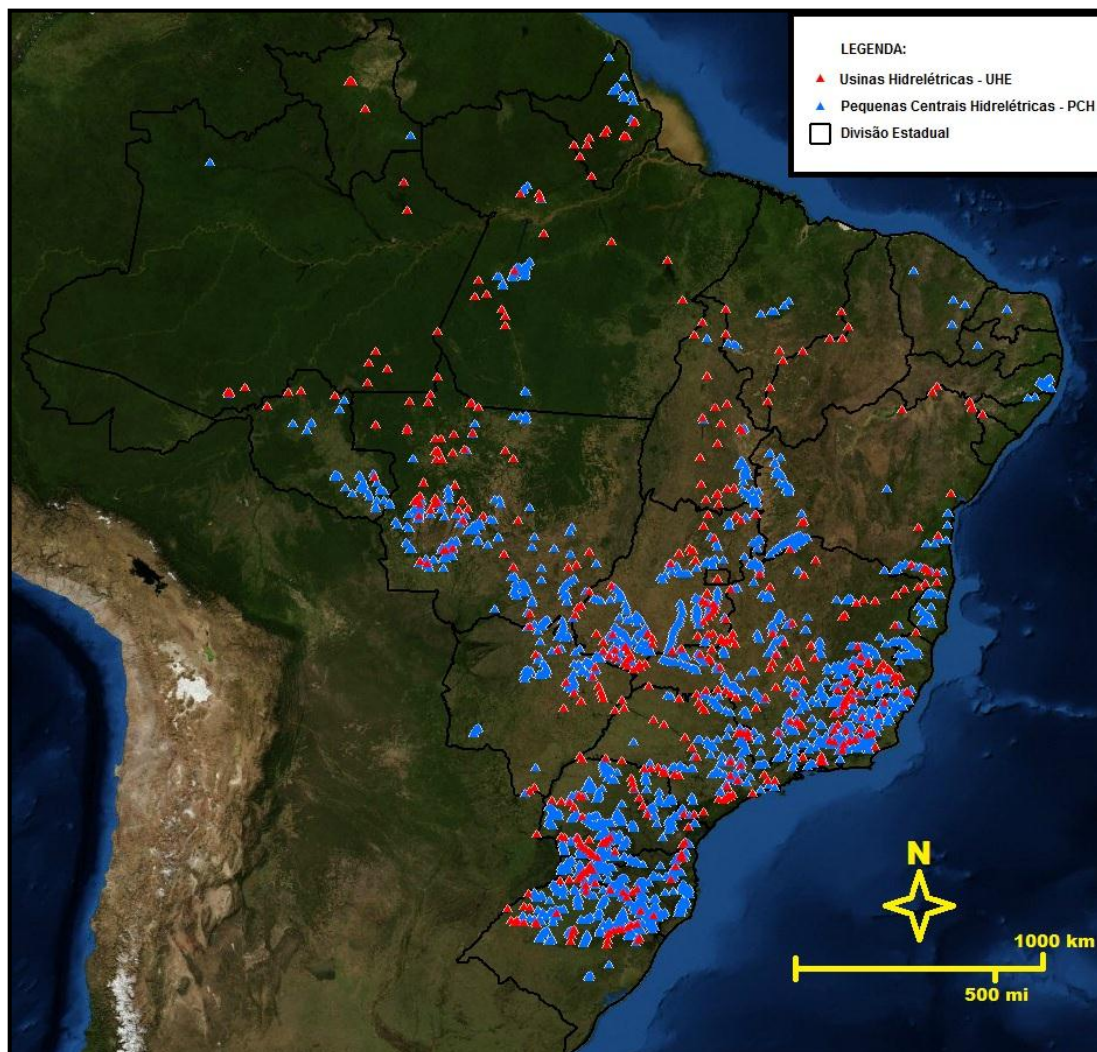 LEGENDA:
Usinas Hidrelétricas - UHE
Pequenas Centrais Hidrelétricas - PCH
Divisão Estadual
N
1000 km
500 mi